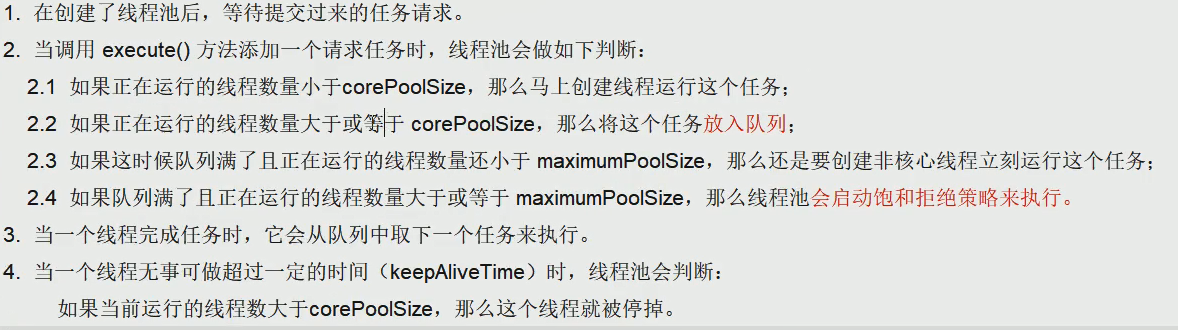 1. 在创建了线程池后，等待提交过来的任务请求。
2. 当调用 execute() 方法添加一个请求任务时，线程池会做如下判断：
2.1 如果正在运行的线程数量小于corePoolSize，那么马上创建线程运行这个任务；
2.2 如果正在运行的线程数量大于或等于 corePoolSize，那么将这个任务放入队列；
2.3 如果这时候队列满了且正在运行的线程数量还小于 maximumPoolSize，那么还是要创建非核心线程立刻运行这个任务；
2.4 如果队列满了且正在运行的线程数量大于或等于 maximumPoolSize，那么线程池会启动饱和拒绝策略来执行。
3. 当一个线程完成任务时，它会从队列中取下一个任务来执行。
4. 当一个线程无事可做超过一定的时间（keepAliveTime）时，线程池会判断：
如果当前运行的线程数大于corePoolSize，那么这个线程就被停掉。